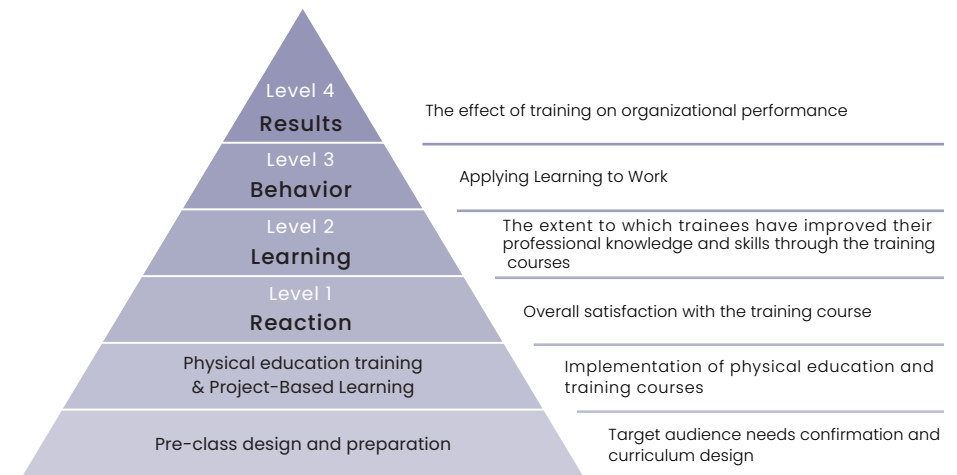 Level 4
Results
The effect of training on organizational performance
Level 3
Behavior
Applying Learning to Work
Level 2
Learning
The extent to which trainees have improved their
professional knowledge and skills through the training
courses
Level 1
Reaction
Overall satisfaction with the training course
Physical education training
& Project-Based Learning
Implementation of physical education and
training courses
Pre-class design and preparation
Target audience needs confirmation and
curriculum design